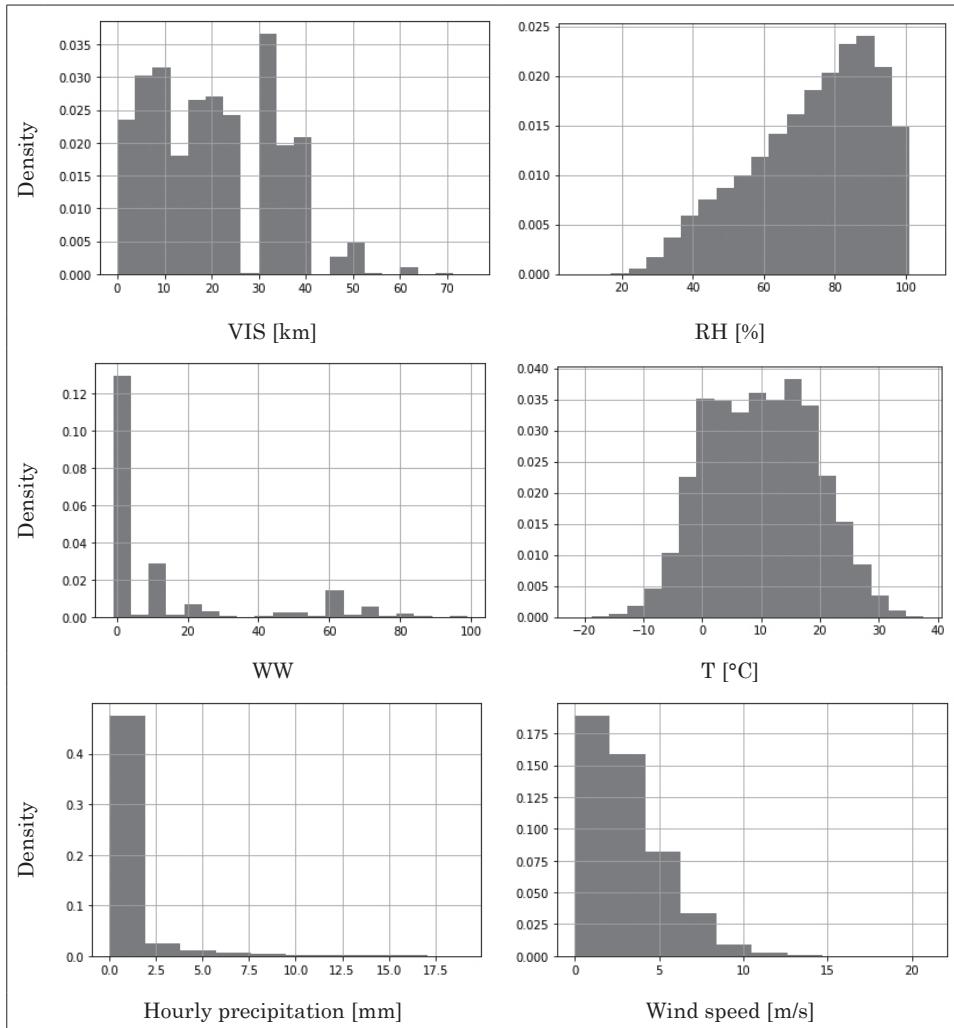 Density
0.035
0.030
0.025
0.020
0.015
0.010
0.005
0.000
0 10 20 30 40 50 60 70
VIS [km]
0.025
0.020
0.015
0.010
0.005
0.000
20 40 60 80 100
RH [%]
Density
0.12
0.10
0.08
0.06
0.04
0.02
0.00
0 20 40 60 80 100
WW
0.040
0.035
0.030
0.025
0.020
0.015
0.010
0.005
0.000
−20 −10 0 10 20 30 40
T [°C]
Density
0.4
0.3
0.2
0.1
0.0
0.0 2.5 5.0 7.5 10.0 12.5 15.0 17.5
Hourly precipitation [mm]
0.175
0.150
0.125
0.100
0.075
0.050
0.025
0.000
0 5 10 15 20
Wind speed [m/s]